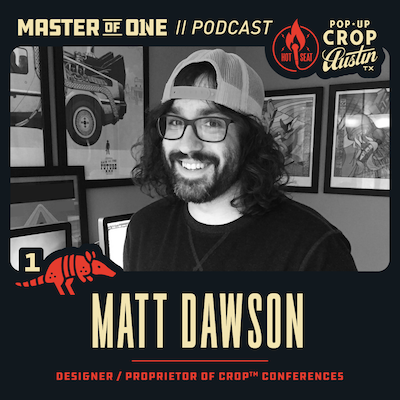 MASTER OF ONE // PODCAST
HOT SEAT
POP-UP
CROP
Austin
TX
FUTURE
1
MATT DAWSON
DESIGNER / PROPRIETOR OF CROP™ CONFERENCES